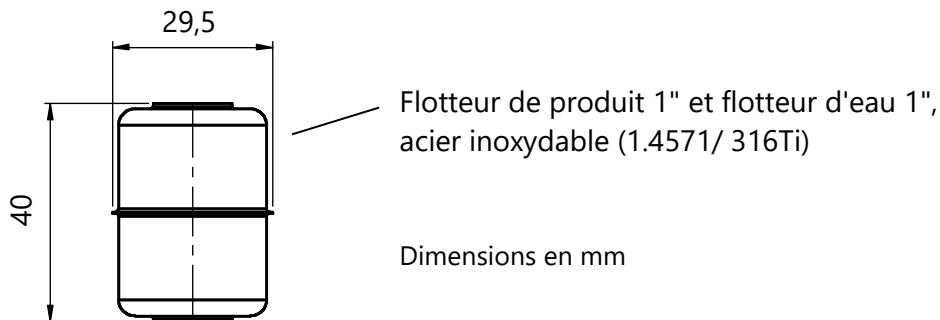 29,5
Flotteur de produit 1" et flotteur d'eau 1",
acier inoxydable (1.4571/ 316Ti)
40
Dimensions en mm